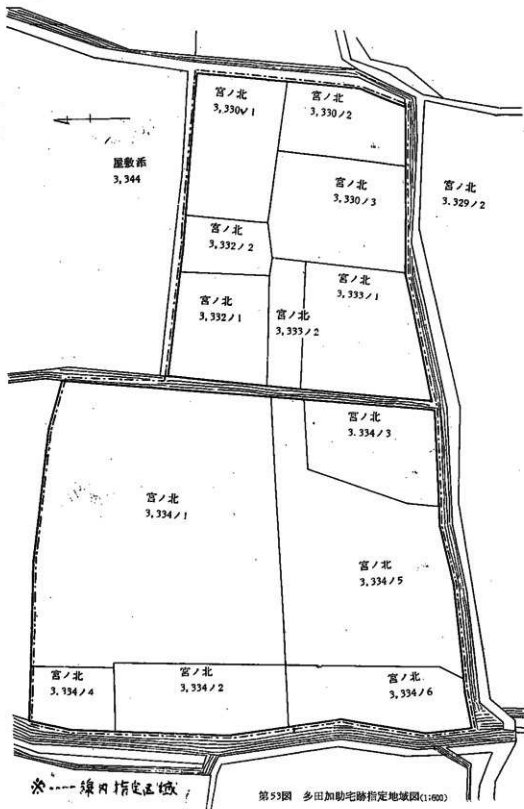 宮ノ北
3,330ノ1
宮ノ北
3,330ノ2
屋敷添
3,344
宮ノ北
3,330ノ3
宮ノ北
3.329ノ2
宮ノ北
3,332ノ2
宮ノ北
3,333ノ1
宮ノ北
3,332ノ1
宮ノ北
3,333ノ2
宮ノ北
3.334ノ3
宮ノ北
3,334ノ1
宮ノ北
3,334ノ5
宮ノ北
3,334ノ4
宮ノ北
3,334ノ2
宮ノ北
3,334ノ6
※---- 線内指定区域
第53図 多田加助宅跡指定地域図(1:600)